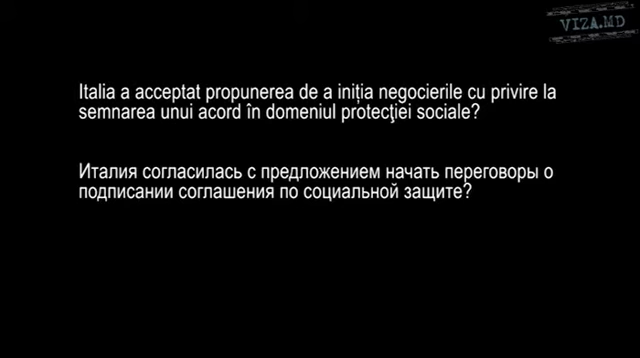 VIZA.MD
Italia a acceptat propunerea de a iniția negocierile cu privire la
semnarea unui acord în domeniul protecţiei sociale?
Италия согласилась с предложением начать переговоры о
подписании соглашения по социальной защите?